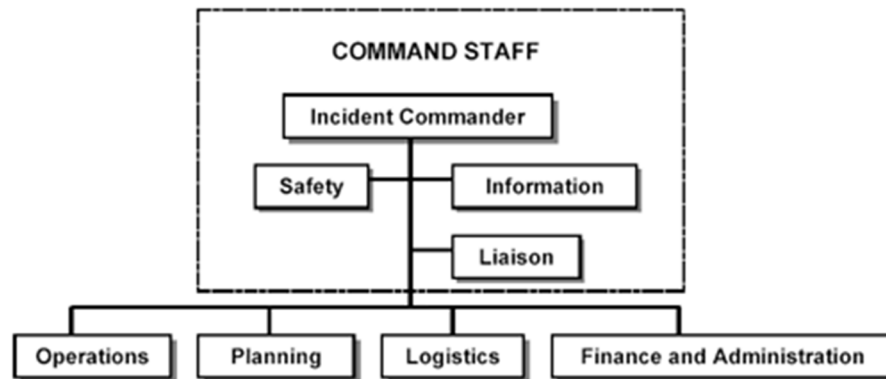 COMMAND STAFF
Incident Commander
Safety
Information
Liaison
Operations
Planning
Logistics
Finance and Administration